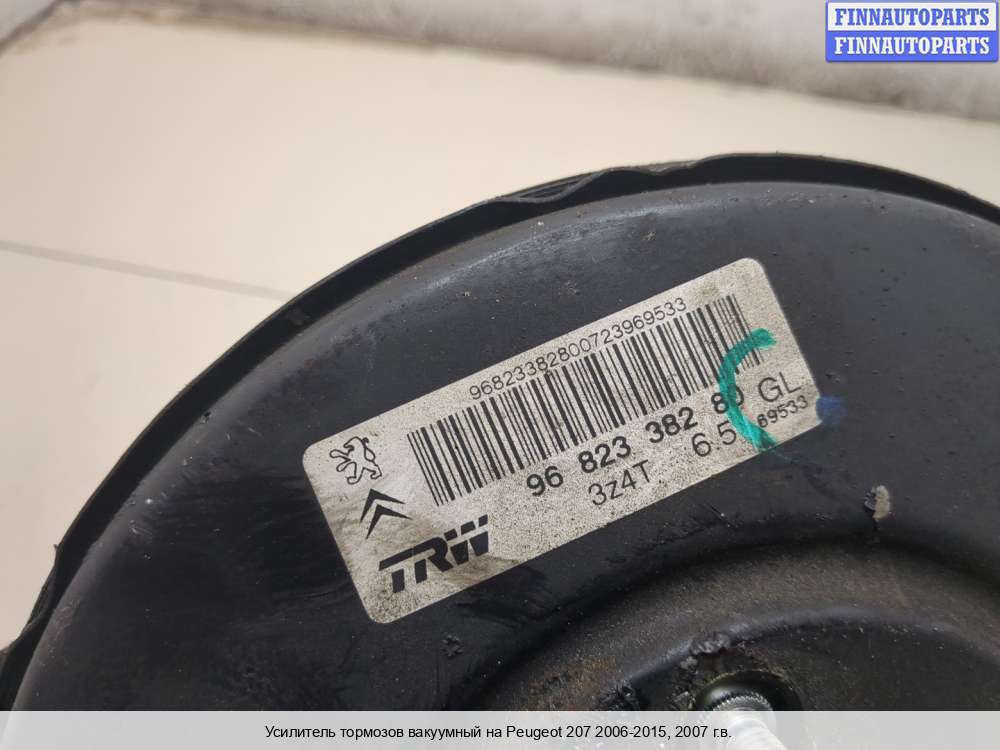 FINNAUTOPARTS
FINNAUTOPARTS
96823382800723969533
96 823 382 80 GL
3z4T 6.5 69533
TRW
Усилитель тормозов вакуумный на Peugeot 207 2006-2015, 2007 г.в.